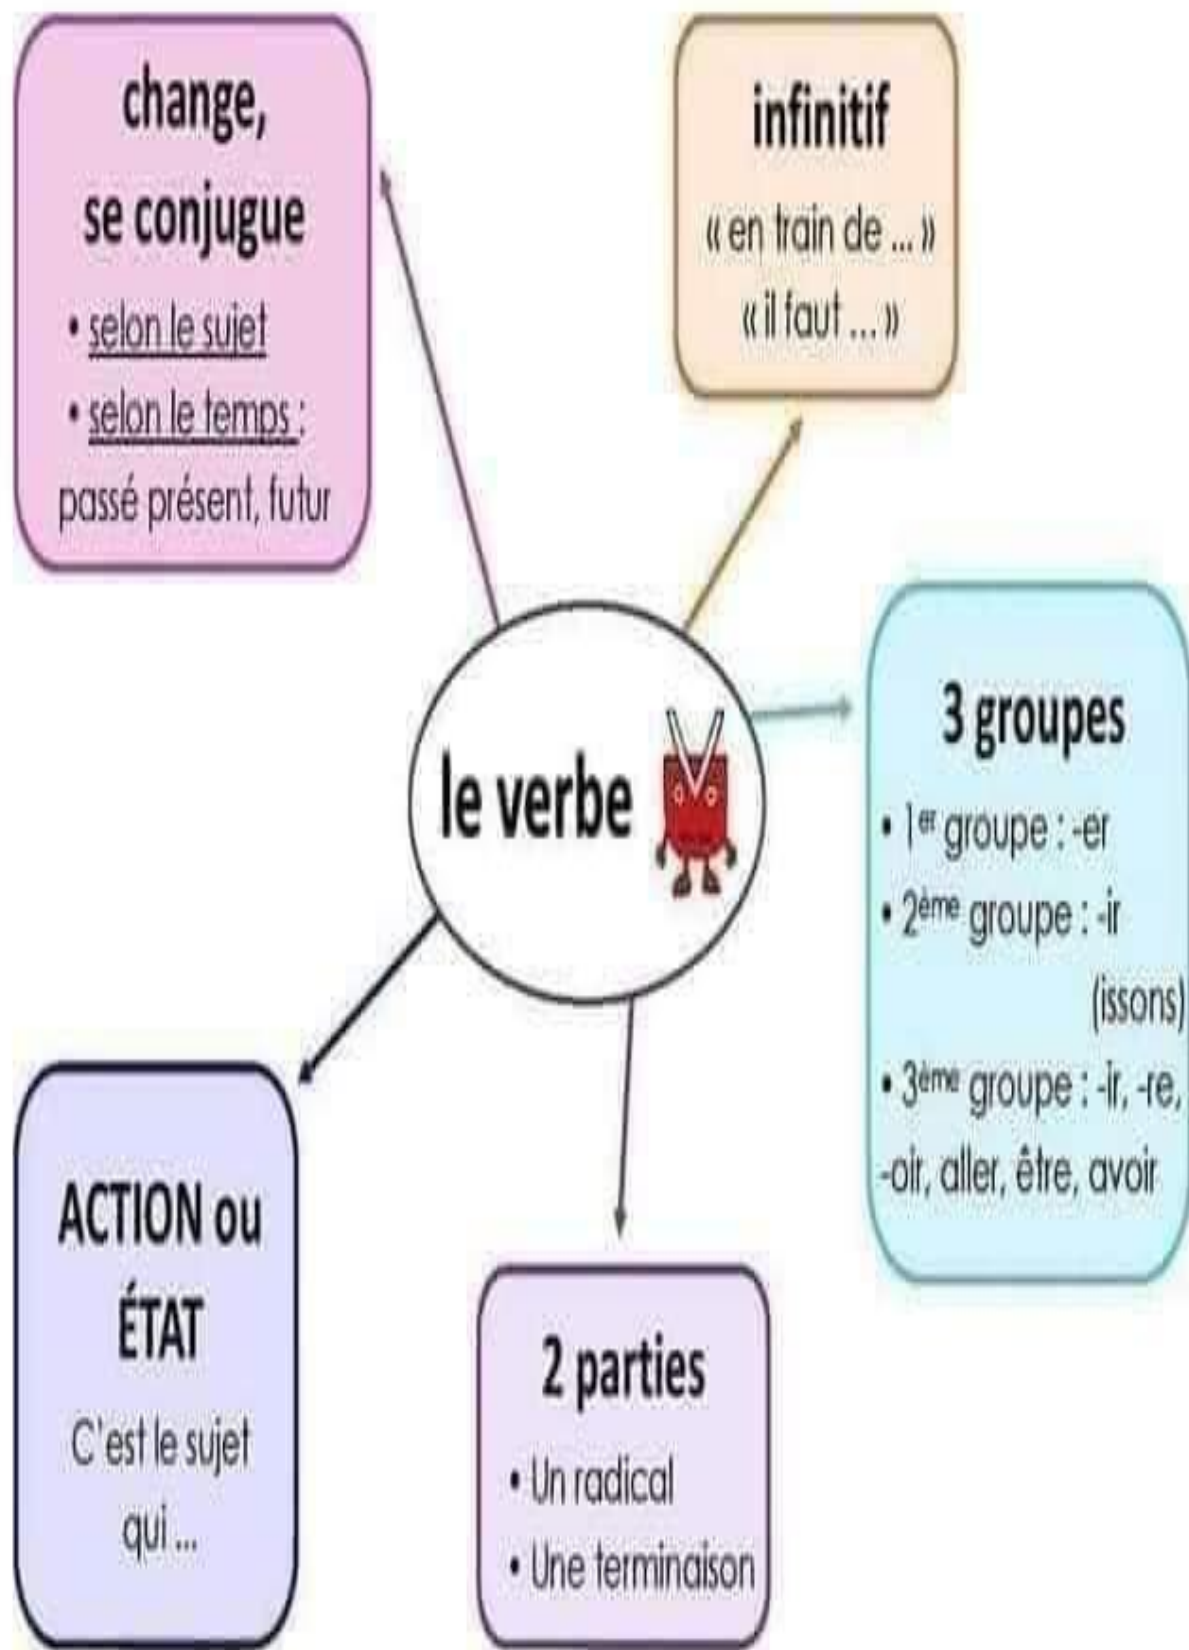 change,
se conjugue
• selon le sujet
• selon le temps :
passé présent, futur
infinitif
« en train de ... »
« il faut ... »
le verbe
3 groupes
• 1er groupe : -er
• 2ème groupe : -ir
(issons)
• 3ème groupe : -ir, -re,
-oir, aller, être, avoir
ACTION ou
ÉTAT
C'est le sujet
qui ...
2 parties
• Un radical
• Une terminaison